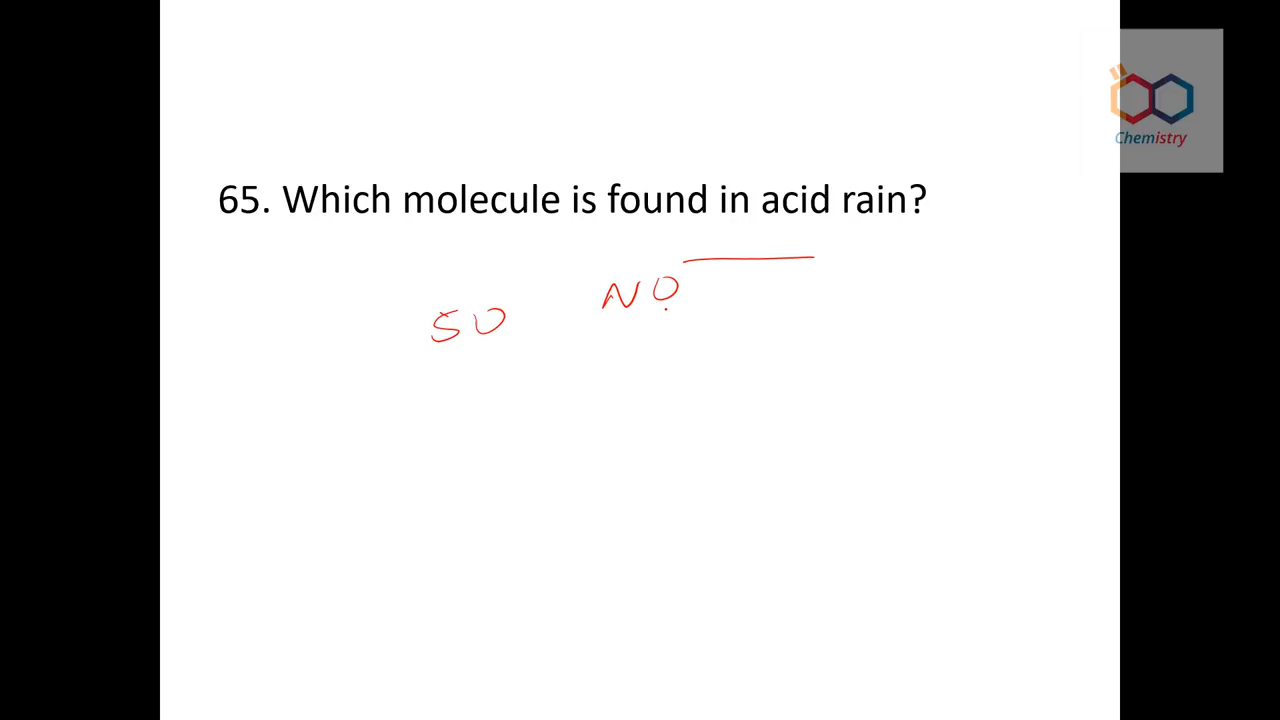 Chemistry
65. Which molecule is found in acid rain?
SO NO